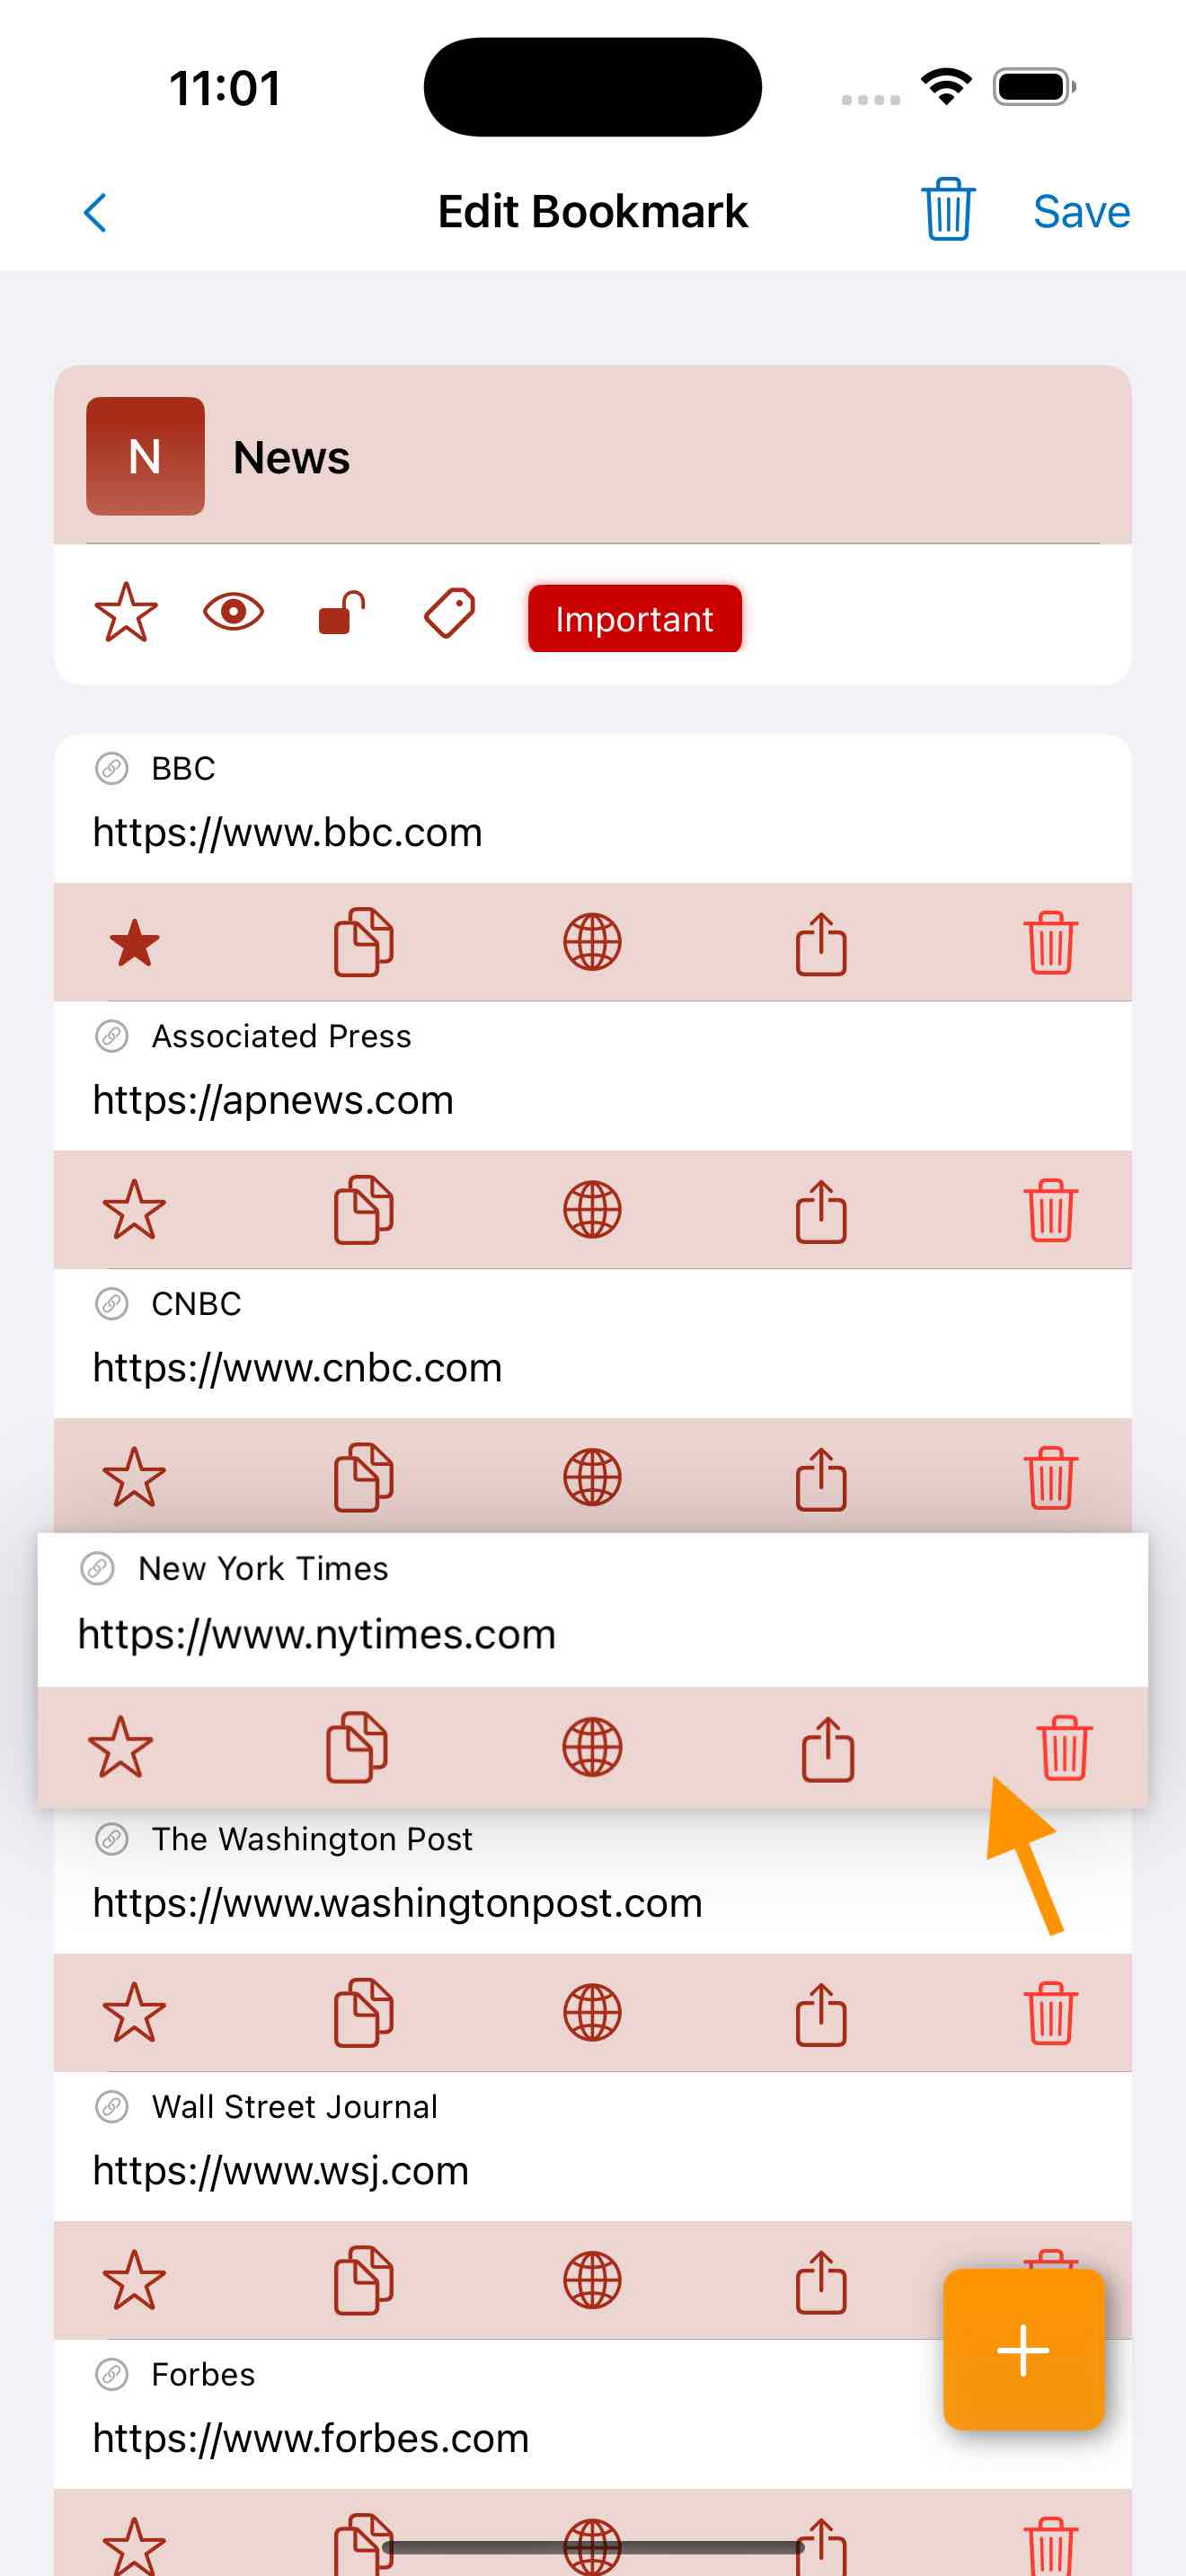 11:01
Edit Bookmark
Save
N
News
Important
BBC
https://www.bbc.com
Associated Press
https://apnews.com
CNBC
https://www.cnbc.com
New York Times
https://www.nytimes.com
The Washington Post
https://www.washingtonpost.com
Wall Street Journal
https://www.wsj.com
Forbes
https://www.forbes.com